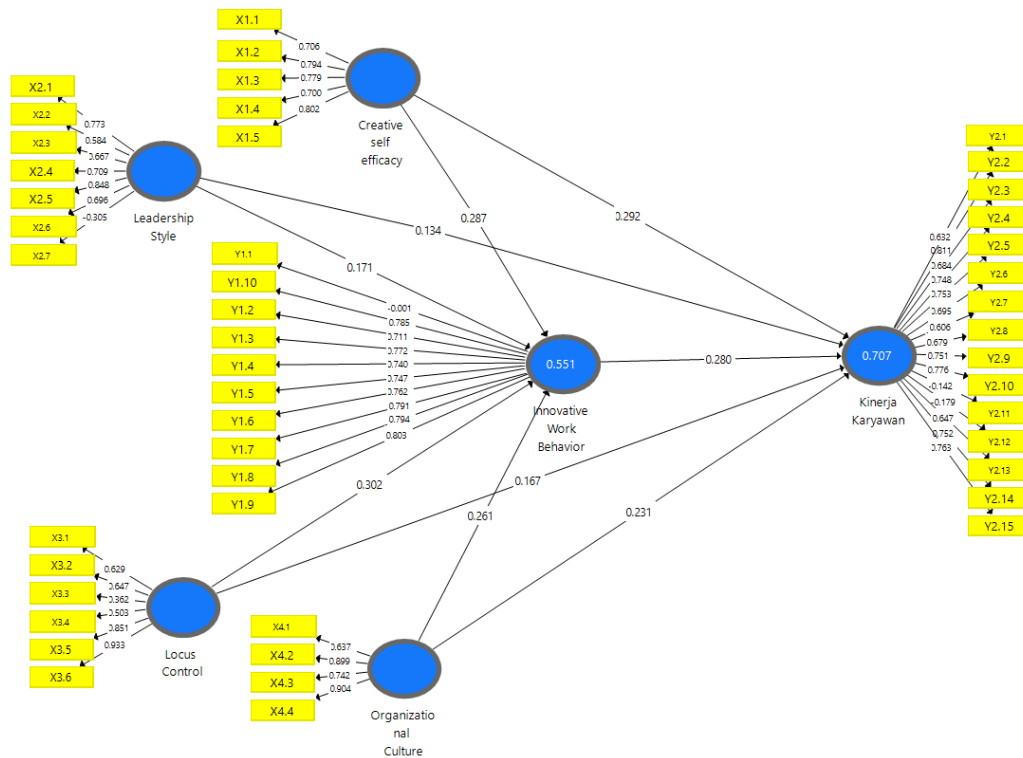 X1.1
X1.2
X1.3
X1.4
X1.5
0.706
0.794
0.779
0.700
0.802
Creative
self
efficacy
X2.1
X2.2
X2.3
X2.4
X2.5
X2.6
X2.7
0.773
0.584
0.667
0.709
0.848
0.696
-0.305
Leadership
Style
0.287
0.292
0.134
0.171
Y1.1
Y1.10
Y1.2
Y1.3
Y1.4
Y1.5
Y1.6
Y1.7
Y1.8
Y1.9
-0.001
0.785
0.711
0.772
0.740
0.747
0.762
0.791
0.794
0.803
0.551
Innovative
Work
Behavior
0.280
0.707
Kinerja
Karyawan
0.632
0.811
0.684
0.748
0.753
0.695
0.606
0.679
0.751
0.776
-0.142
-0.179
0.647
0.752
0.763
Y2.1
Y2.2
Y2.3
Y2.4
Y2.5
Y2.6
Y2.7
Y2.8
Y2.9
Y2.10
Y2.11
Y2.12
Y2.13
Y2.14
Y2.15
0.302
0.167
0.261
0.231
X3.1
X3.2
X3.3
X3.4
X3.5
X3.6
0.629
0.647
0.362
0.503
0.851
0.933
Locus
Control
X4.1
X4.2
X4.3
X4.4
0.637
0.899
0.742
0.904
Organizatio
nal
Culture